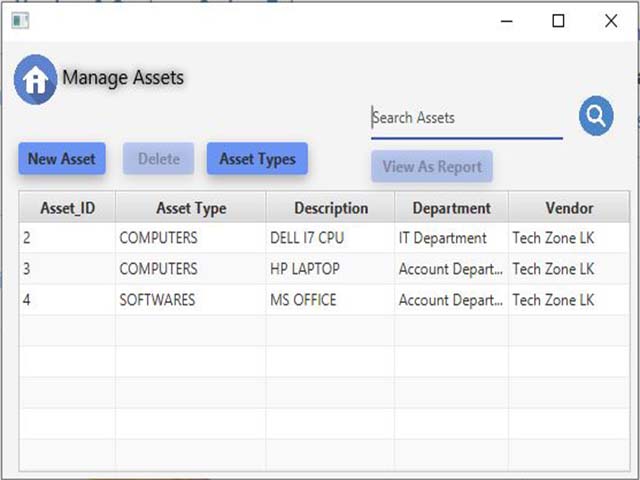 Manage Assets
Search Assets
New Asset Delete Asset Types View As Report
Asset_ID Asset Type Description Department Vendor
2 COMPUTERS DELL I7 CPU IT Department Tech Zone LK
3 COMPUTERS HP LAPTOP Account Depart... Tech Zone LK
4 SOFTWARES MS OFFICE Account Depart... Tech Zone LK